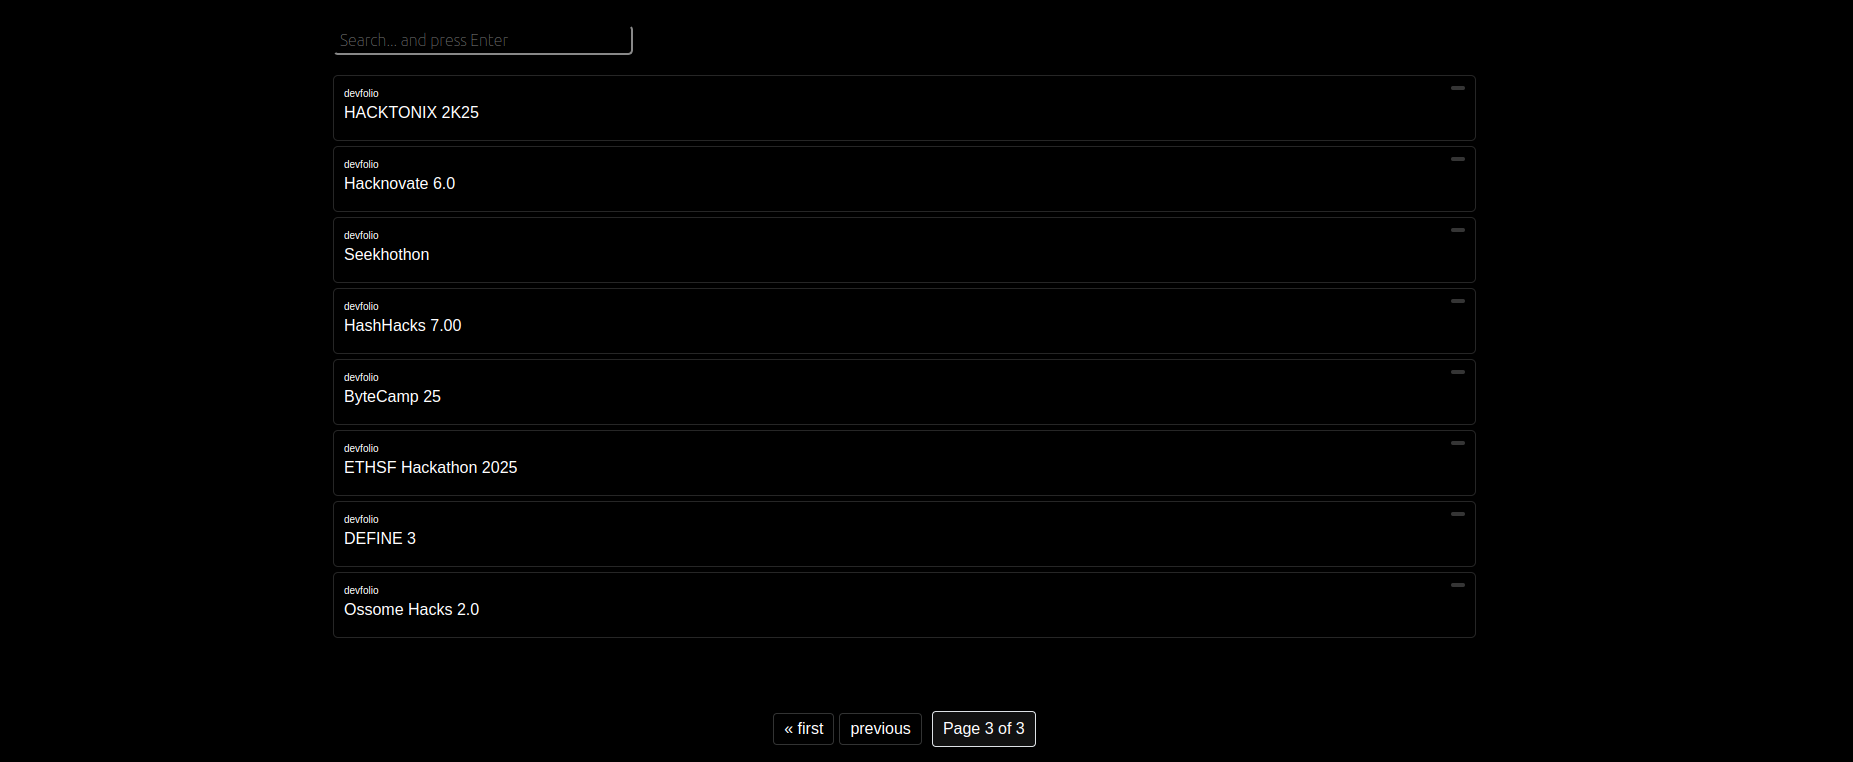 Search... and press Enter
devfolio
HACKTONIX 2K25
devfolio
Hacknovate 6.0
devfolio
Seekhothon
devfolio
HashHacks 7.00
devfolio
ByteCamp 25
devfolio
ETHSF Hackathon 2025
devfolio
DEFINE 3
devfolio
Ossome Hacks 2.0
« first previous Page 3 of 3